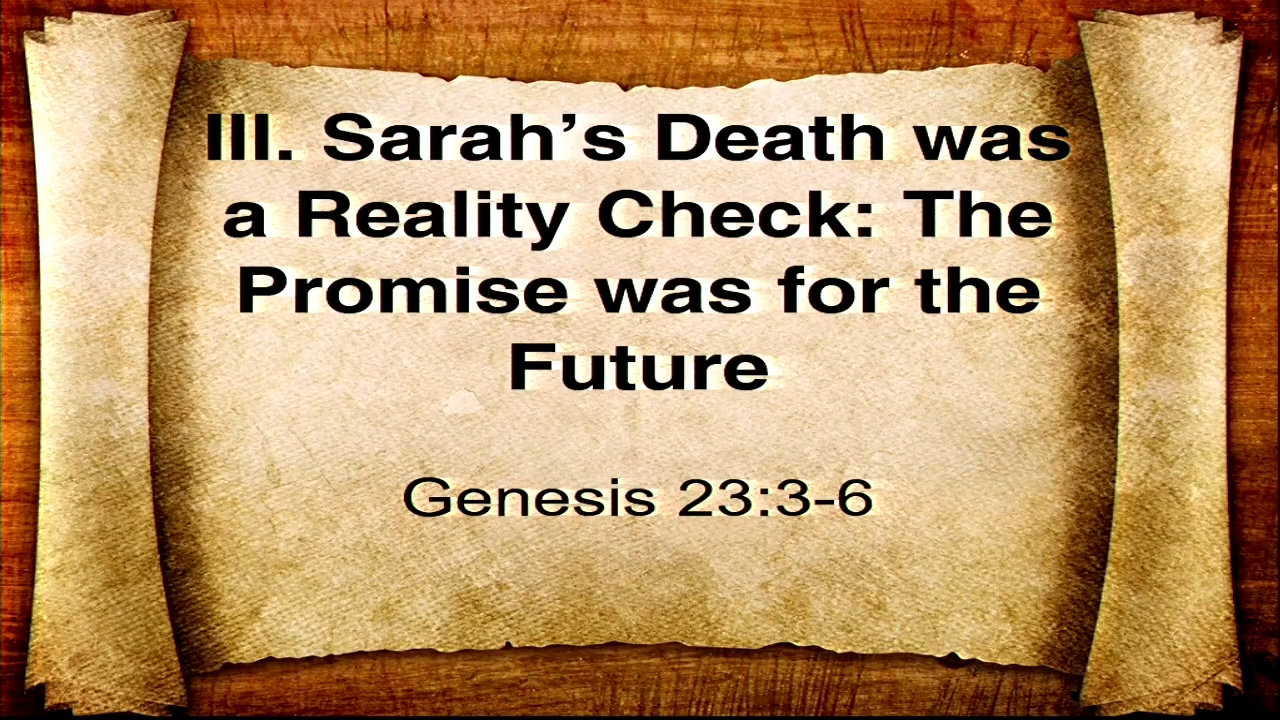 III. Sarah’s Death was
a Reality Check: The
Promise was for the
Future
Genesis 23:3-6